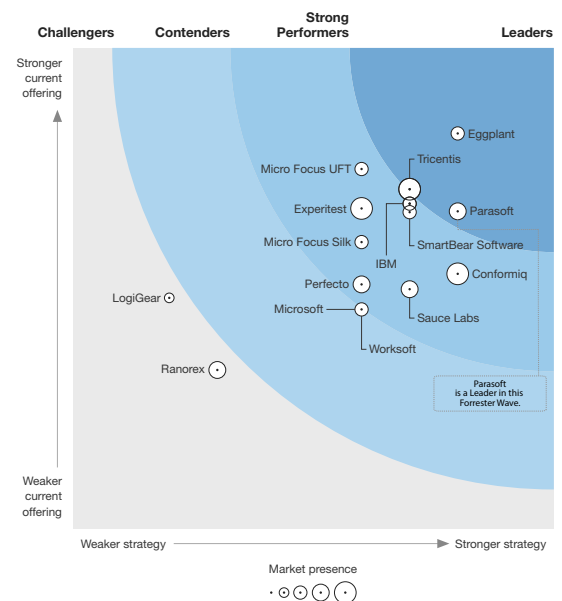 Challengers
Contenders
Strong
Performers
Leaders
Stronger
current
offering
Eggplant
Tricentis
Micro Focus UFT
Experitest
Parasoft
Micro Focus Silk
SmartBear Software
IBM
Conformiq
Perfecto
LogiGear
Microsoft
Sauce Labs
Worksoft
Ranorex
Parasoft
is a Leader in this
Forrester Wave.
Weaker
current
offering
Weaker strategy
Stronger strategy
Market presence